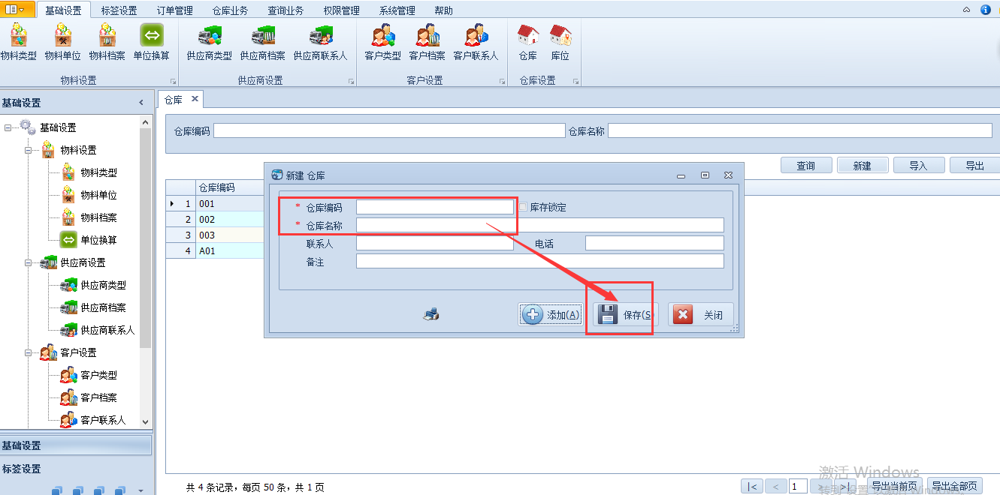 基础设置 标签设置 订单管理 仓库业务 查询业务 权限管理 系统管理 帮助
物料类型 物料单位 物料档案 单位换算 供应商类型 供应商档案 供应商联系人 客户类型 客户档案 客户联系人 仓库 库位
物料设置 供应商设置 客户设置 仓库设置
基础设置
仓库
基础设置
物料设置
物料类型
物料单位
物料档案
单位换算
供应商设置
供应商类型
供应商档案
供应商联系人
客户设置
客户类型
客户档案
客户联系人
基础设置
标签设置
仓库编码 仓库名称
查询 新建 导入 导出
仓库编码
1 001
2 002
3 003
4 A01
新建 仓库
* 仓库编码 库存锁定
* 仓库名称
联系人 电话
备注
添加(A) 保存(S 关闭
共 4 条记录，每页 50 条，共 1 页
|< < 1 > >| 导出当前页 导出全部页
激活 Windows
转到"设置"以激活 Windows。